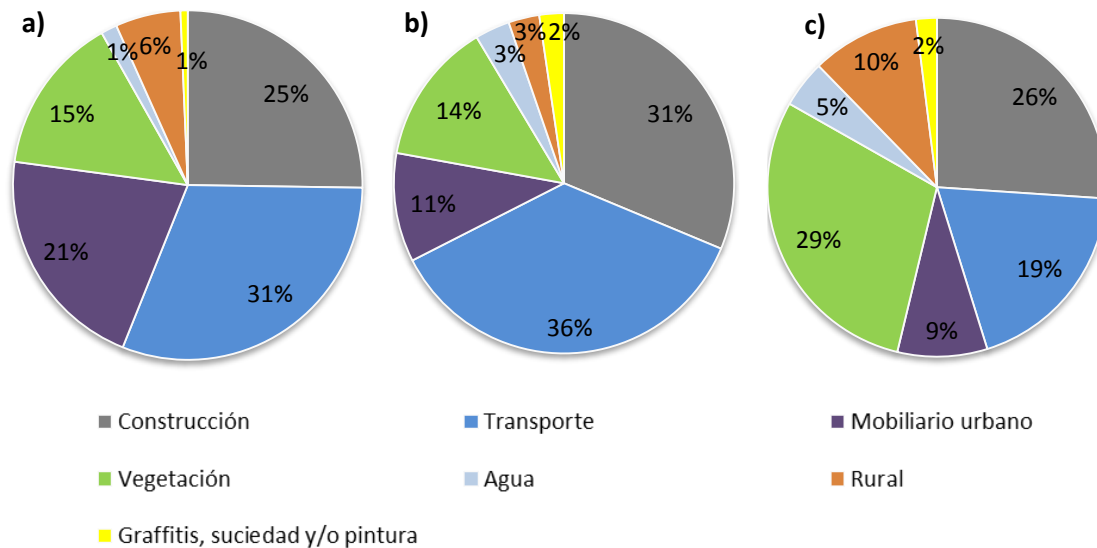 a)
1%
6%
1%
25%
15%
21%
31%
b)
3%
3%
2%
31%
14%
11%
36%
c)
5%
10%
2%
26%
29%
19%
9%
Construcción
Transporte
Mobiliario urbano
Vegetación
Agua
Rural
Graffitis, suciedad y/o pintura